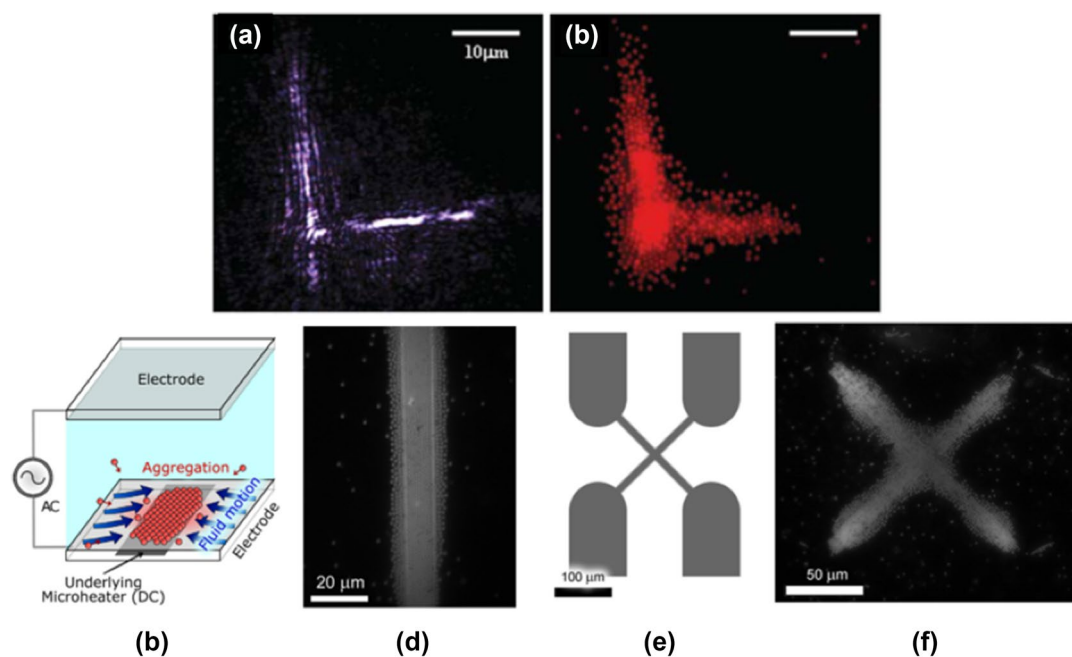 (a)
10μm
(b)
Electrode
AC
Aggregation
Fluid motion
Electrode
Underlying
Microheater (DC)
20 μm
100 μm
50 μm
(b)
(d)
(e)
(f)